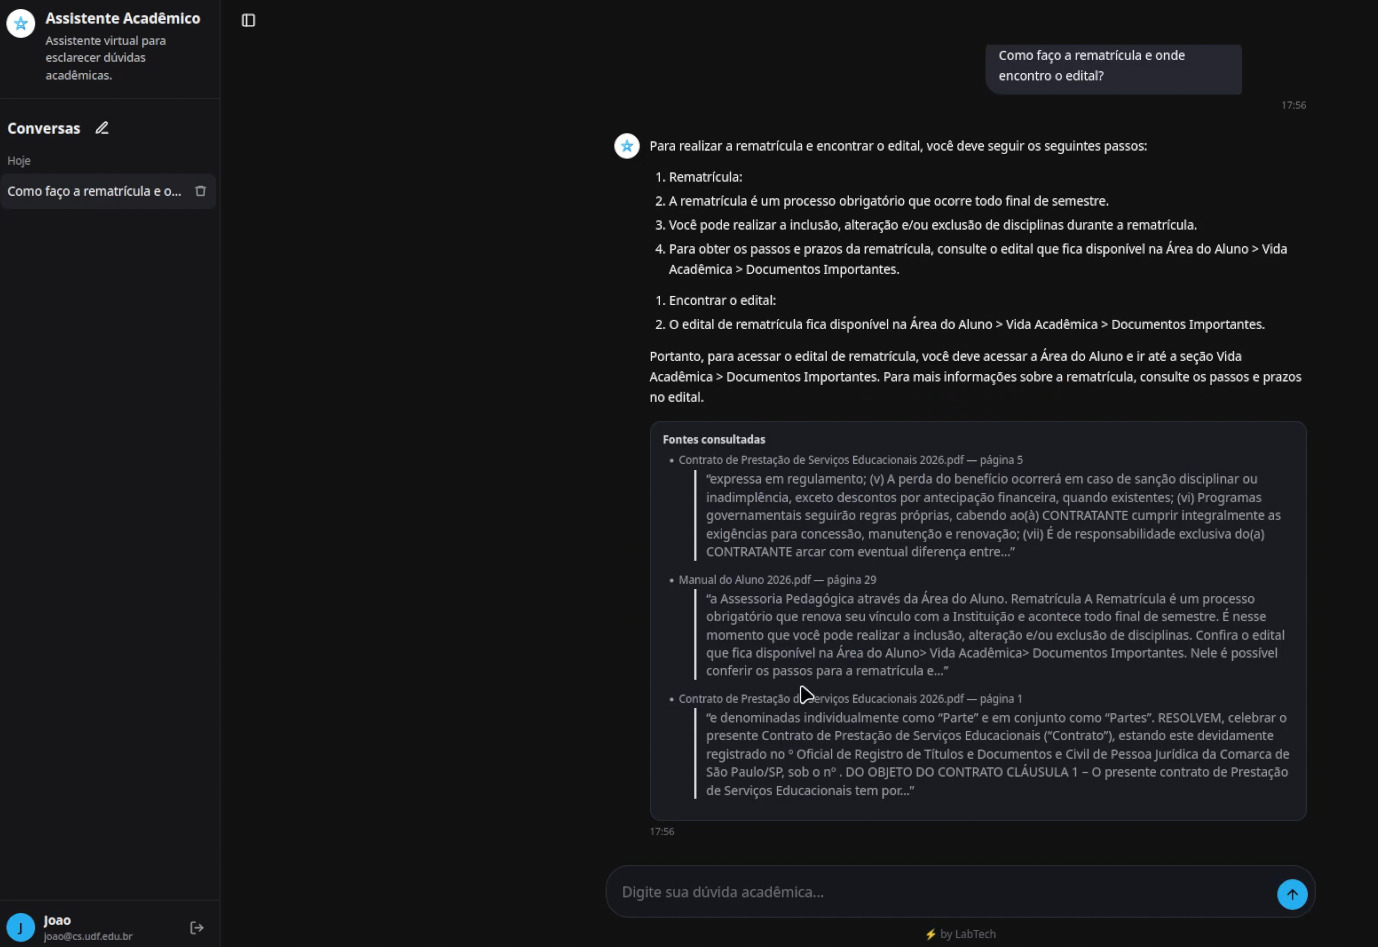 Assistente Acadêmico
Assistente virtual para
esclarecer dúvidas
acadêmicas.
Conversas
Hoje
Como faço a rematrícula e o...
Joao
joao@cs.udf.edu.br
Como faço a rematrícula e onde
encontro o edital?
17:56
Para realizar a rematrícula e encontrar o edital, você deve seguir os seguintes passos:
1. Rematrícula:
2. A rematrícula é um processo obrigatório que ocorre todo final de semestre.
3. Você pode realizar a inclusão, alteração e/ou exclusão de disciplinas durante a rematrícula.
4. Para obter os passos e prazos da rematrícula, consulte o edital que fica disponível na Área do Aluno > Vida
Acadêmica > Documentos Importantes.
1. Encontrar o edital:
2. O edital de rematrícula fica disponível na Área do Aluno > Vida Acadêmica > Documentos Importantes.
Portanto, para acessar o edital de rematrícula, você deve acessar a Área do Aluno e ir até a seção Vida
Acadêmica > Documentos Importantes. Para mais informações sobre a rematrícula, consulte os passos e prazos
no edital.
Fontes consultadas
• Contrato de Prestação de Serviços Educacionais 2026.pdf — página 5
“expressa em regulamento; (v) A perda do benefício ocorrerá em caso de sanção disciplinar ou
inadimplência, exceto descontos por antecipação financeira, quando existentes; (vi) Programas
governamentais seguirão regras próprias, cabendo ao(à) CONTRATANTE cumprir integralmente as
exigências para concessão, manutenção e renovação; (vii) É de responsabilidade exclusiva do(a)
CONTRATANTE arcar com eventual diferença entre...”
• Manual do Aluno 2026.pdf — página 29
“a Assessoria Pedagógica através da Área do Aluno. Rematrícula A Rematrícula é um processo
obrigatório que renova seu vínculo com a Instituição e acontece todo final de semestre. É nesse
momento que você pode realizar a inclusão, alteração e/ou exclusão de disciplinas. Confira o edital
que fica disponível na Área do Aluno> Vida Acadêmica> Documentos Importantes. Nele é possível
conferir os passos para a rematrícula e...”
• Contrato de Prestação de Serviços Educacionais 2026.pdf — página 1
“e denominadas individualmente como “Parte” e em conjunto como “Partes”. RESOLVEM, celebrar o
presente Contrato de Prestação de Serviços Educacionais (“Contrato”), estando este devidamente
registrado no º Oficial de Registro de Títulos e Documentos e Civil de Pessoa Jurídica da Comarca de
São Paulo/SP, sob o nº . DO OBJETO DO CONTRATO CLÁUSULA 1 – O presente contrato de Prestação
de Serviços Educacionais tem por...”
17:56
Digite sua dúvida acadêmica...
⚡ by LabTech
J